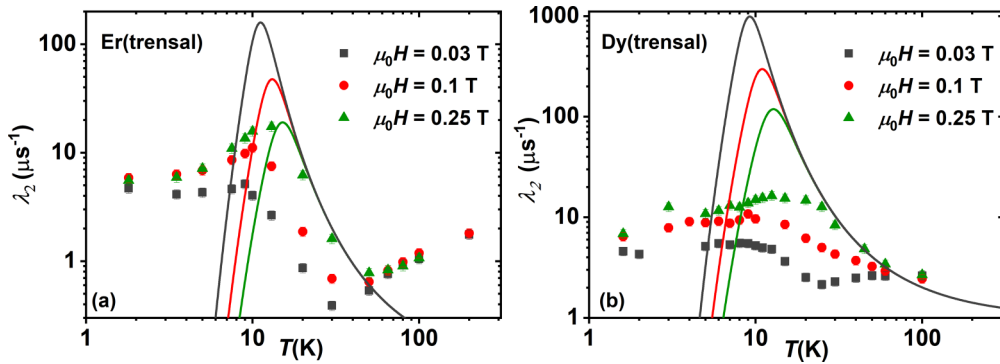 Er(trensal)
μ₀H = 0.03 T
μ₀H = 0.1 T
μ₀H = 0.25 T
100
10
1
λ₂ (μs⁻¹)
(a)
1 10 100
T(K)
Dy(trensal)
μ₀H = 0.03 T
μ₀H = 0.1 T
μ₀H = 0.25 T
1000
100
10
1
λ₂ (μs⁻¹)
(b)
1 10 100
T(K)